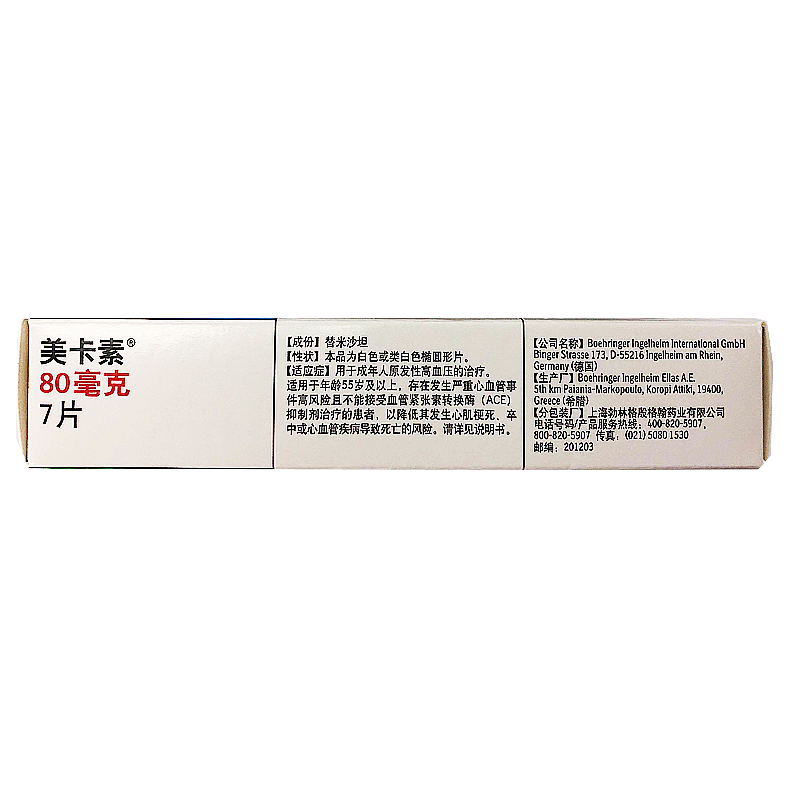 美卡素®
80毫克
7片
【成份】替米沙坦
【性状】本品为白色或类白色椭圆形片。
【适应症】用于成年人原发性高血压的治疗。
适用于年龄55岁及以上，存在发生严重心血管事
件高风险且不能接受血管紧张素转换酶（ACE）
抑制剂治疗的患者，以降低其发生心肌梗死、卒
中或心血管疾病导致死亡的风险。请详见说明书。
【公司名称】Boehringer Ingelheim International GmbH
Binger Strasse 173, D-55216 Ingelheim am Rhein,
Germany (德国)
【生产厂】Boehringer Ingelheim Ellas A.E.
5th km Paiania-Markopoulo, Koropi Attiki, 19400,
Greece (希腊)
【分包装厂】上海勃林格殷格翰药业有限公司
电话号码/产品服务热线：400-820-5907，
800-820-5907 传真：(021) 5080 1530
邮编：201203